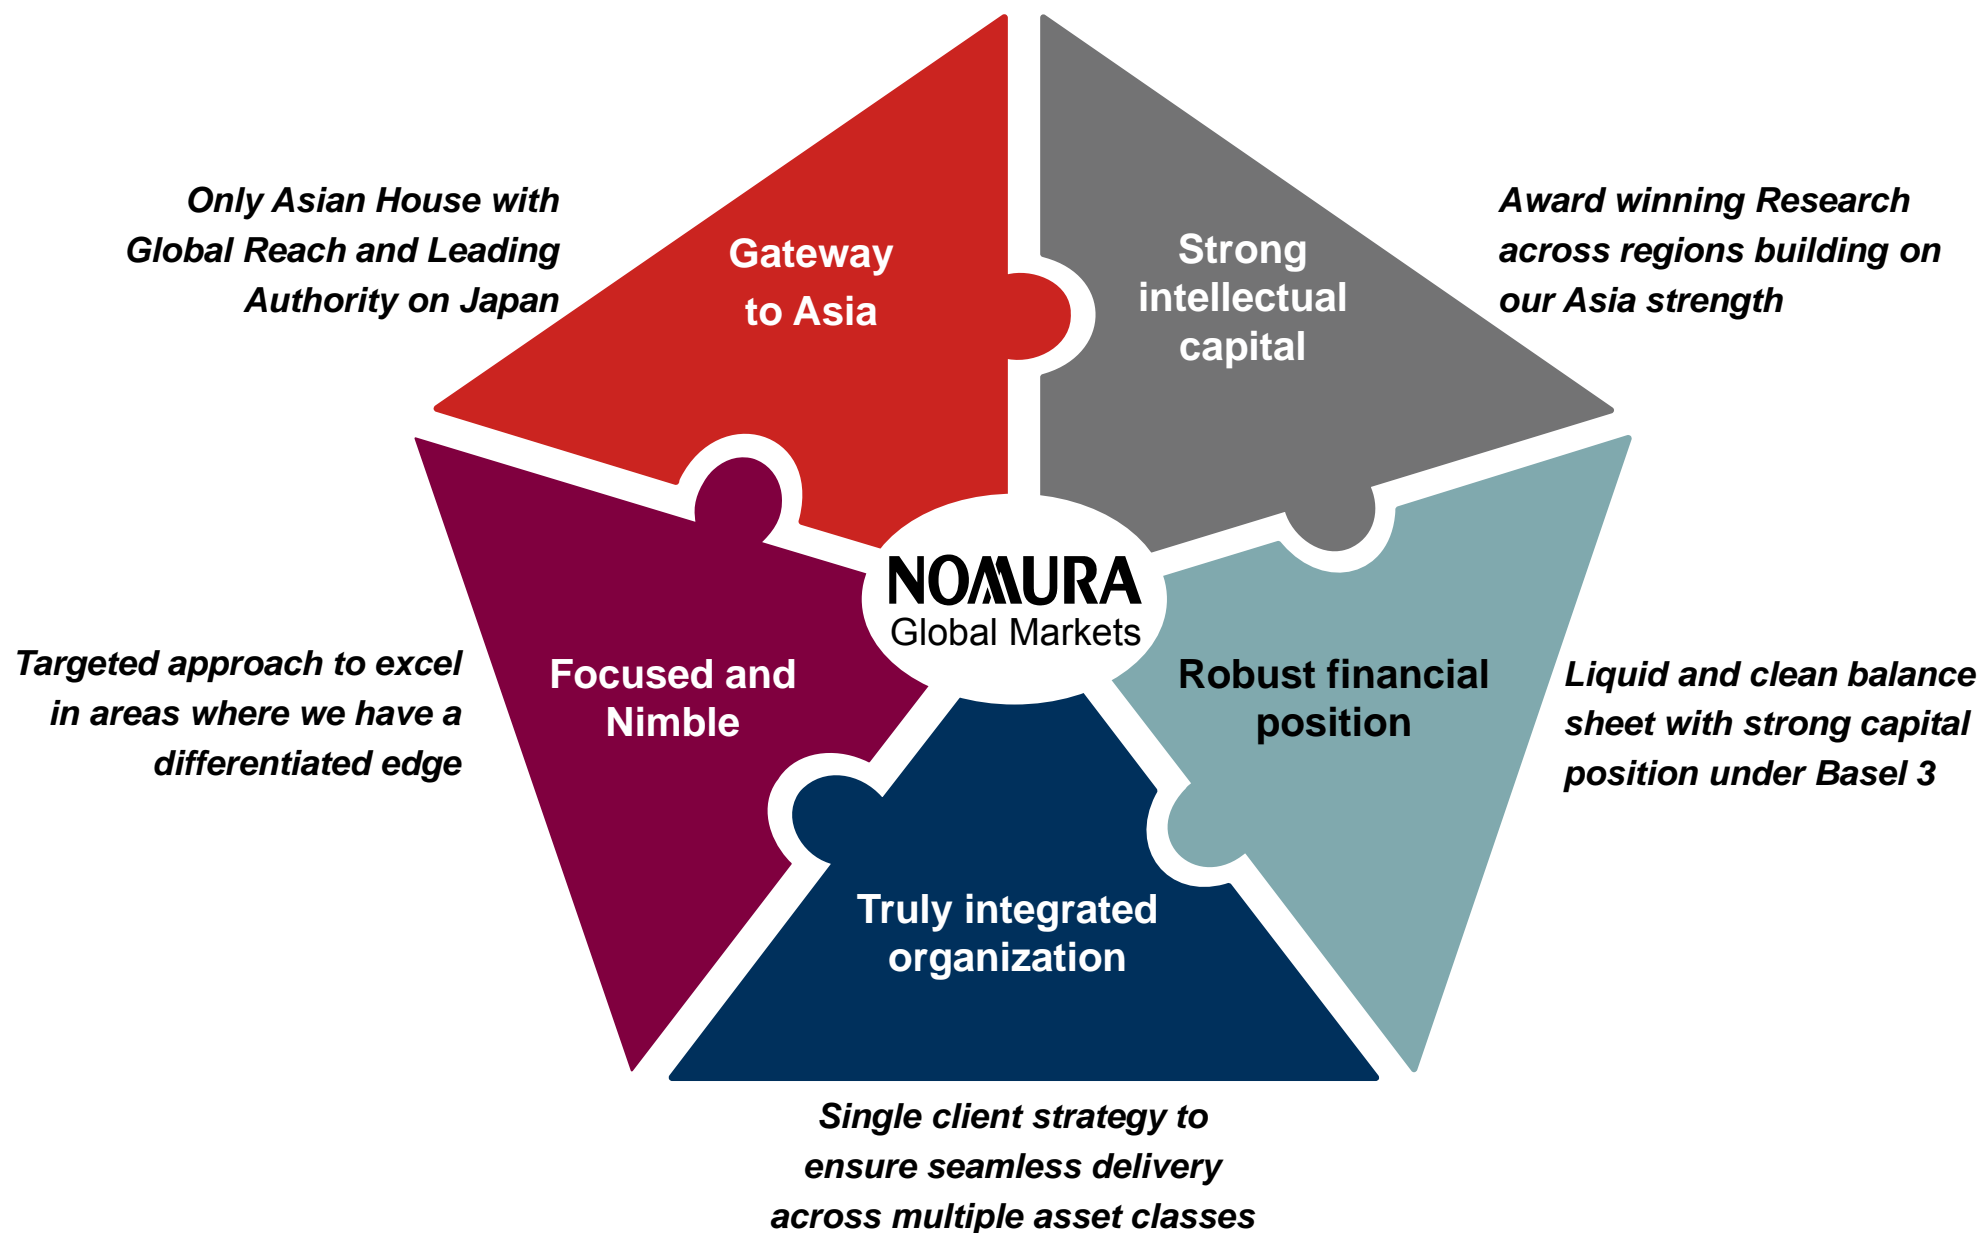 Only Asian House with
Global Reach and Leading
Authority on Japan
Gateway
to Asia
Strong
intellectual
capital
Award winning Research
across regions building on
our Asia strength
NOMURA
Global Markets
Targeted approach to excel
in areas where we have a
differentiated edge
Focused and
Nimble
Robust financial
position
Liquid and clean balance
sheet with strong capital
position under Basel 3
Truly integrated
organization
Single client strategy to
ensure seamless delivery
across multiple asset classes